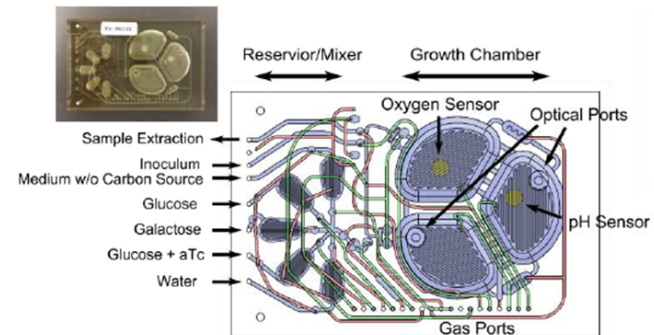 Reservior/Mixer
Growth Chamber
Oxygen Sensor
Optical Ports
Sample Extraction
Inoculum
Medium w/o Carbon Source
Glucose
Galactose
pH Sensor
Glucose + aTc
Water
Gas Ports